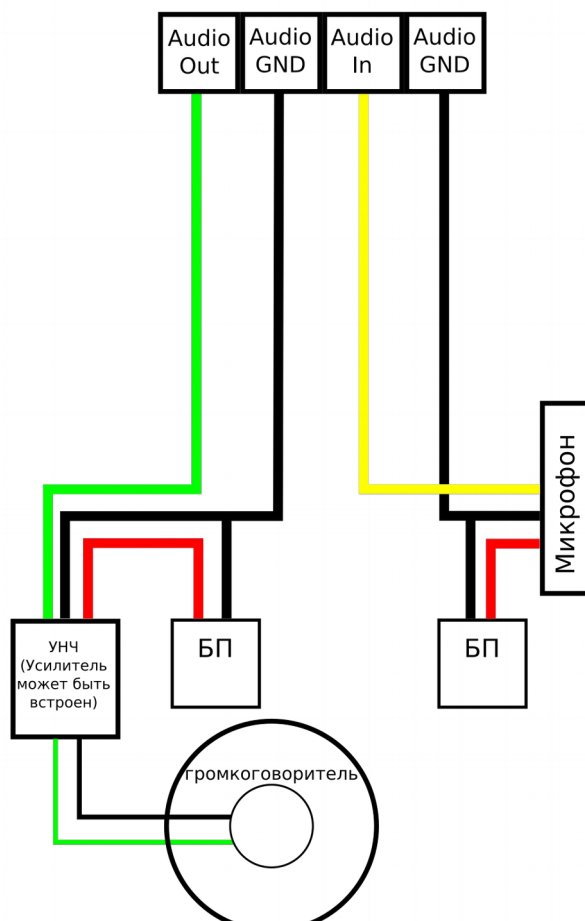 Audio Out
Audio GND
Audio In
Audio GND
Микрофон
УНЧ
(Усилитель
может быть
встроен)
БП
БП
громкоговоритель